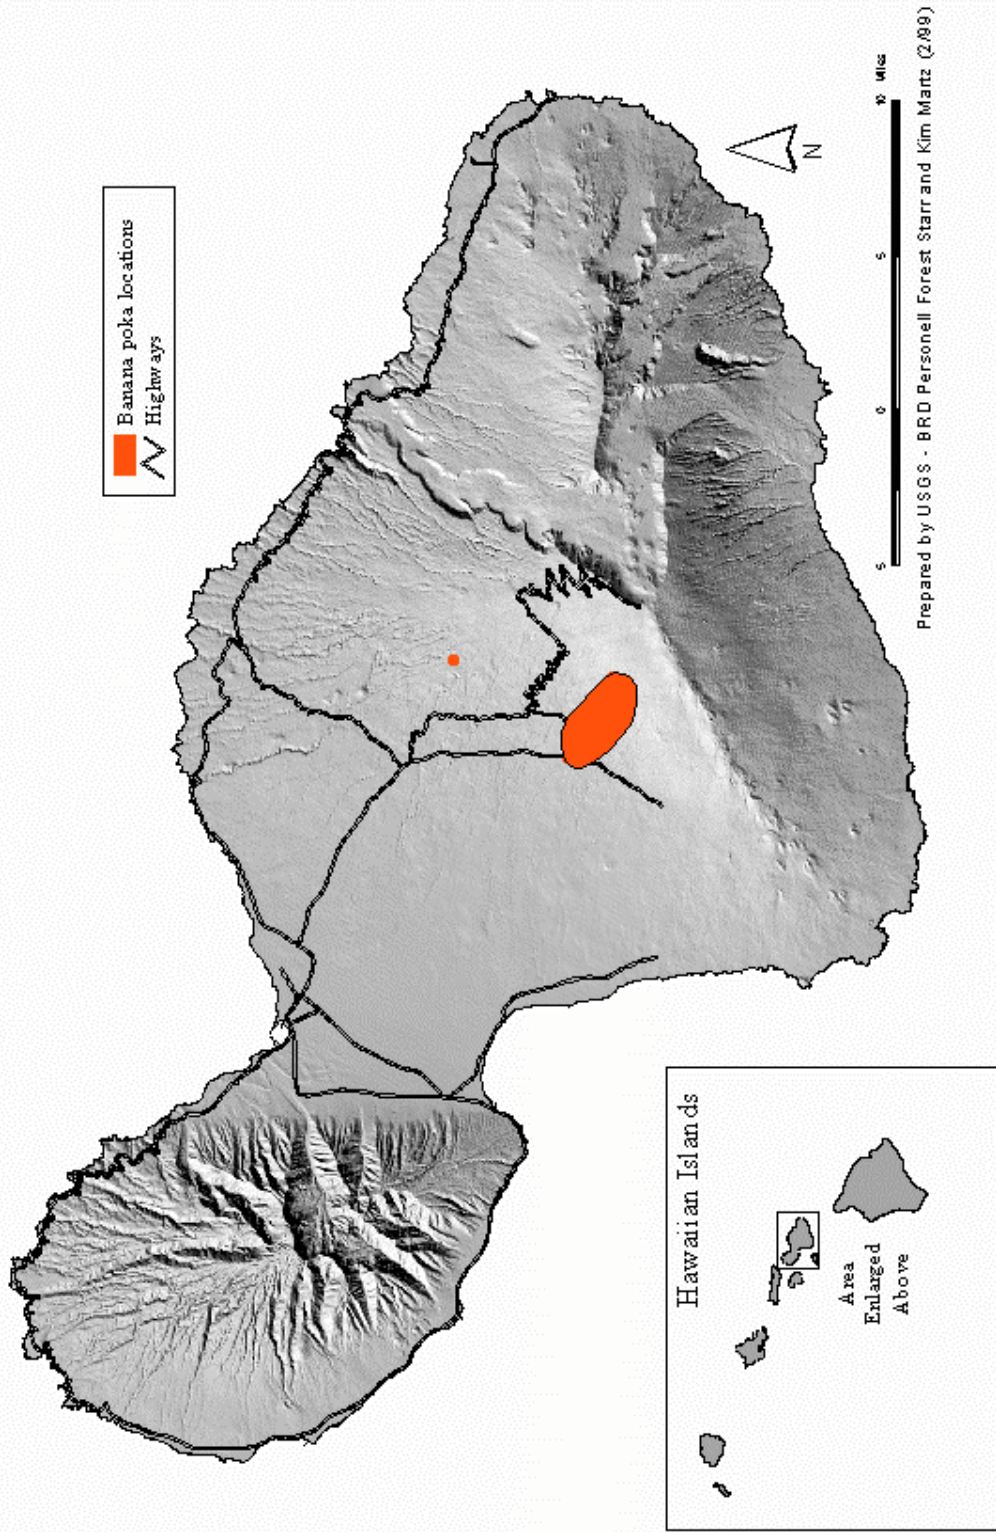 Banana poka locations
Highways
N
5 0 5 10 Miles
Prepared by USGS - BRD Personell Forest Starr and Kim Martz (2/99)
Hawaiian Islands
Area
Enlarged
Above